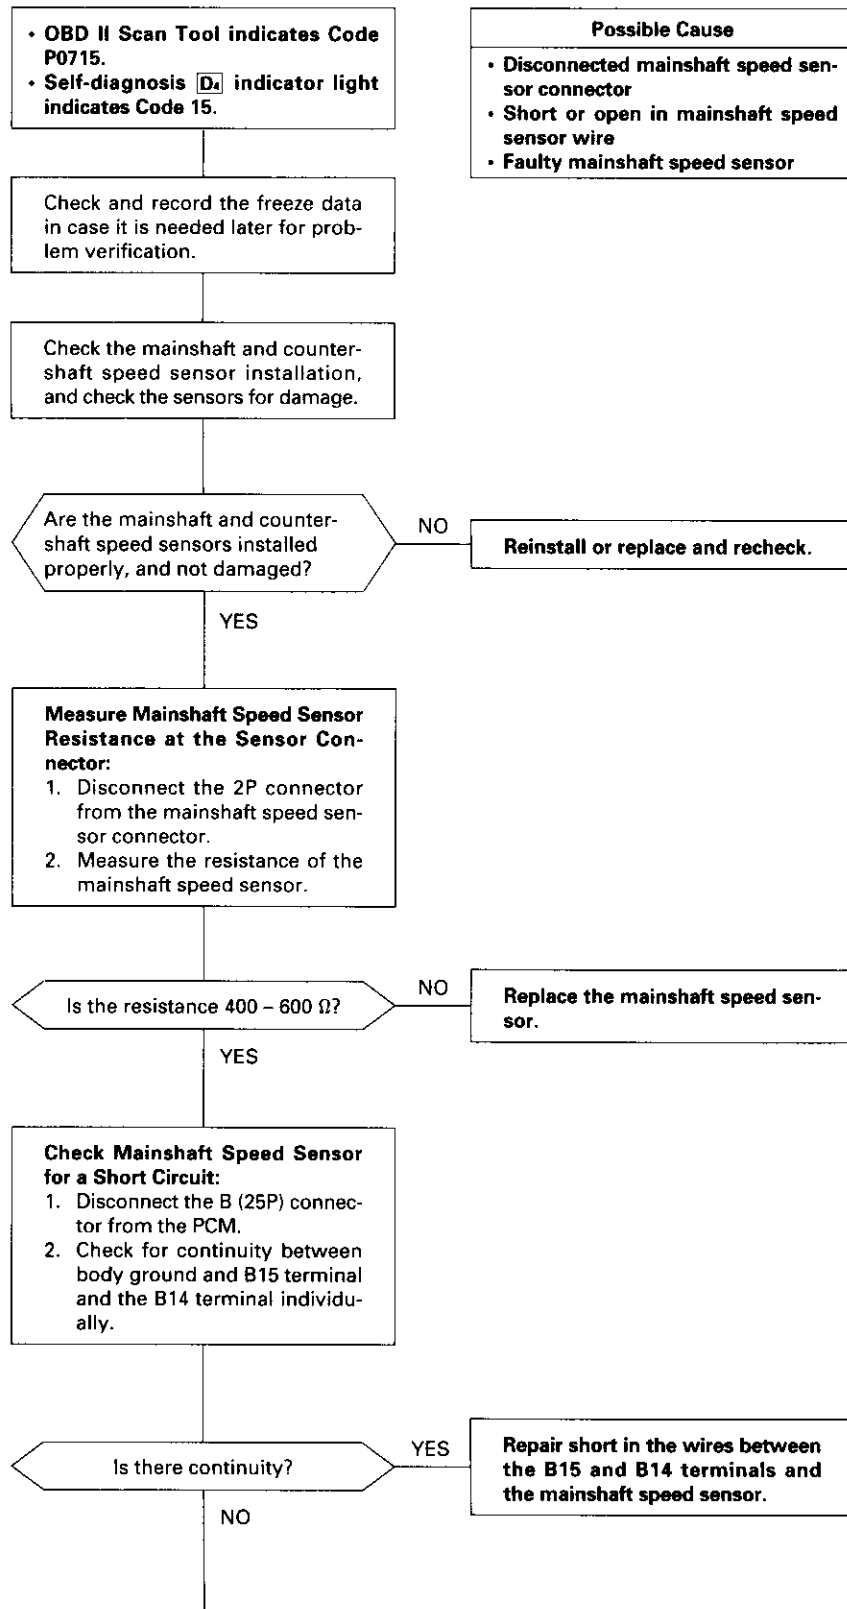 • OBD II Scan Tool indicates Code
P0715.
• Self-diagnosis D4 indicator light
indicates Code 15.
Possible Cause
• Disconnected mainshaft speed sen-
sor connector
• Short or open in mainshaft speed
sensor wire
• Faulty mainshaft speed sensor
Check and record the freeze data
in case it is needed later for prob-
lem verification.
Check the mainshaft and counter-
shaft speed sensor installation,
and check the sensors for damage.
Are the mainshaft and counter-
shaft speed sensors installed
properly, and not damaged?
NO
Reinstall or replace and recheck.
YES
Measure Mainshaft Speed Sensor
Resistance at the Sensor Con-
nector:
1. Disconnect the 2P connector
from the mainshaft speed sen-
sor connector.
2. Measure the resistance of the
mainshaft speed sensor.
Is the resistance 400 – 600 Ω?
NO
Replace the mainshaft speed sen-
sor.
YES
Check Mainshaft Speed Sensor
for a Short Circuit:
1. Disconnect the B (25P) connec-
tor from the PCM.
2. Check for continuity between
body ground and B15 terminal
and the B14 terminal individu-
ally.
Is there continuity?
YES
Repair short in the wires between
the B15 and B14 terminals and
the mainshaft speed sensor.
NO